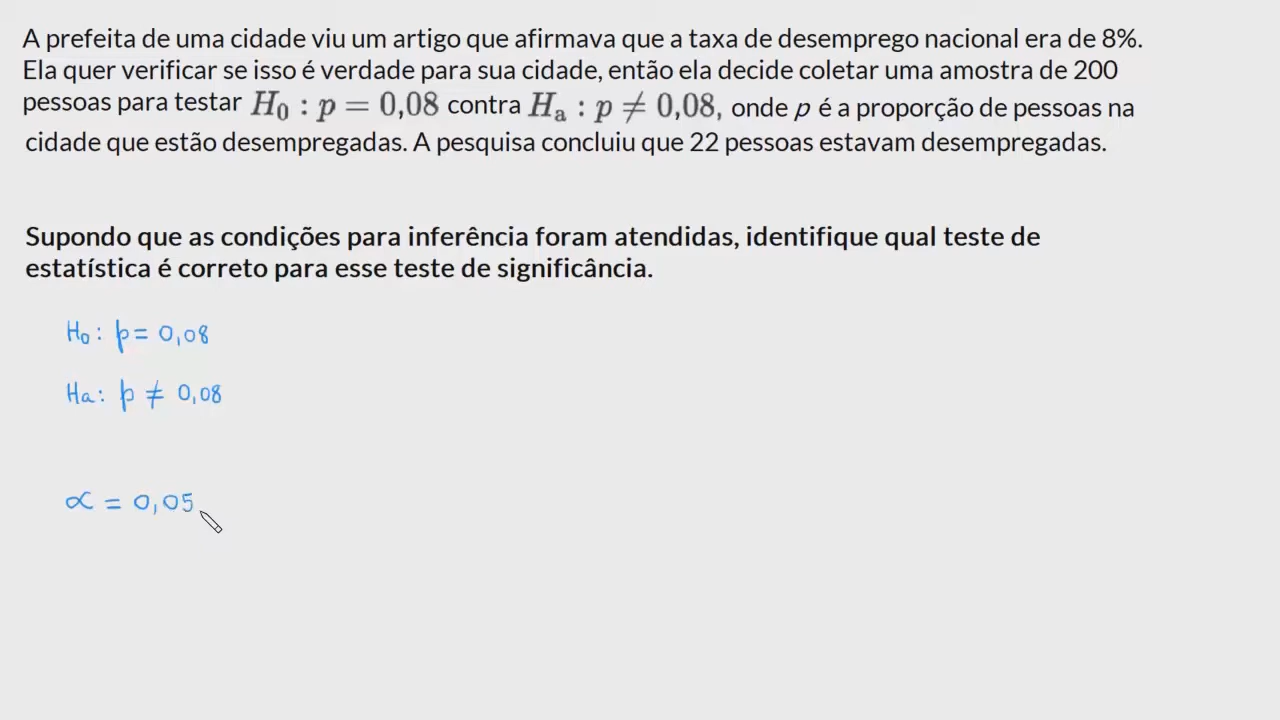 A prefeita de uma cidade viu um artigo que afirmava que a taxa de desemprego nacional era de 8%.
Ela quer verificar se isso é verdade para sua cidade, então ela decide coletar uma amostra de 200
pessoas para testar H₀ : p = 0,08 contra Hₐ : p ≠ 0,08, onde p é a proporção de pessoas na
cidade que estão desempregadas. A pesquisa concluiu que 22 pessoas estavam desempregadas.
Supondo que as condições para inferência foram atendidas, identifique qual teste de
estatística é correto para esse teste de significância.
H₀: p = 0,08
Ha: p ≠ 0,08
α = 0,05